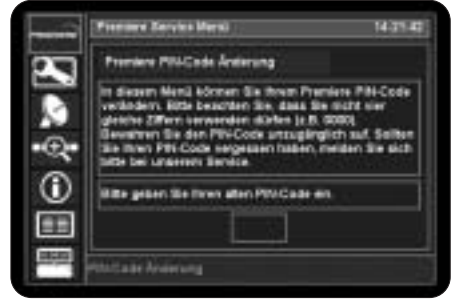 Premiere Service Menü 14:21:42
Premiere PIN-Code Änderung
In diesem Menü können Sie Ihrem Premiere PIN-Code
verändern. Bitte beachten Sie, dass Sie nicht vier
gleiche Ziffern verwenden dürfen (z.B. 0000).
Bewahren Sie den PIN-Code unzugänglich auf. Sollten
Sie Ihren PIN-Code vergessen haben, melden Sie sich
bitte bei unserem Service.
Bitte geben Sie Ihren alten PIN-Code ein.
PIN-Code Änderung